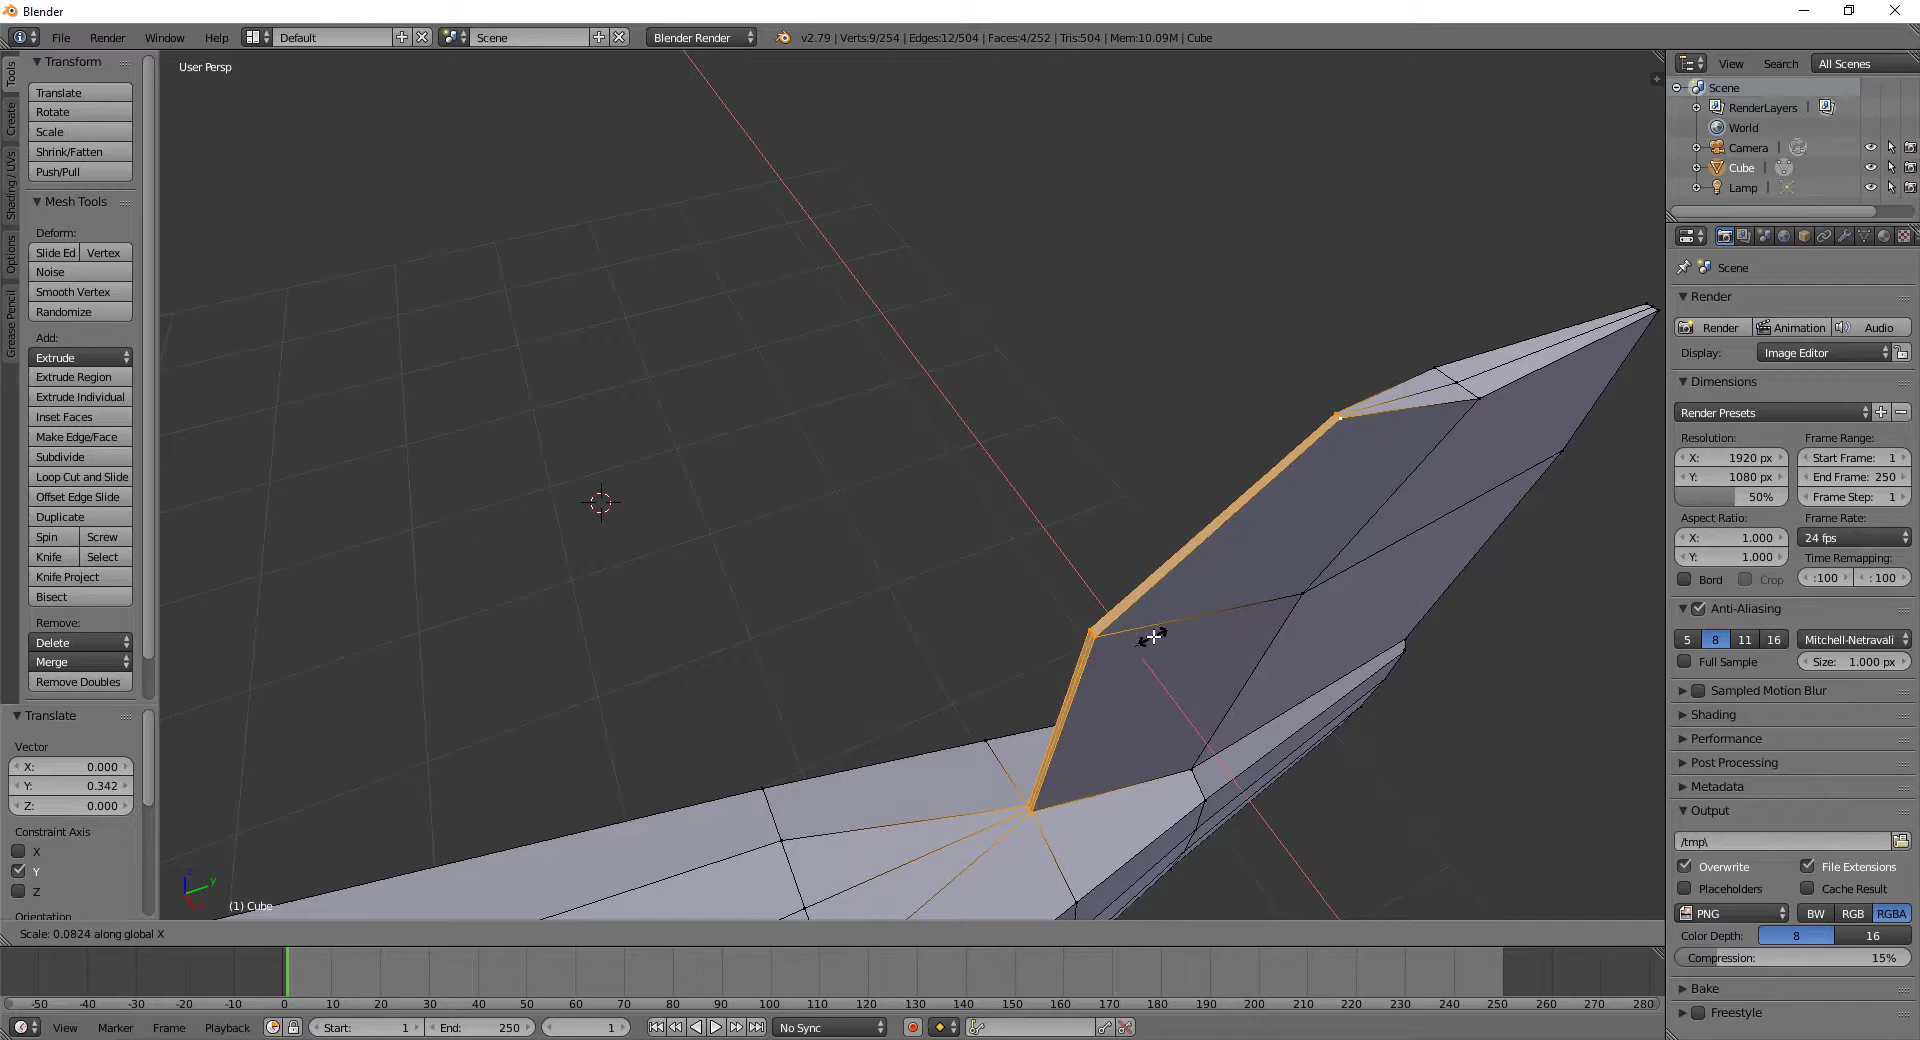 Blender
File Render Window Help Default Scene Blender Render v2.79 | Verts:9/254 | Edges:12/504 | Faces:4/252 | Tris:504 | Mem:10.09M | Cube
Tools
Create
Shading / UVs
Options
Grease Pencil
Transform
Translate
Rotate
Scale
Shrink/Fatten
Push/Pull
Mesh Tools
Deform:
Slide Ed Vertex
Noise
Smooth Vertex
Randomize
Add:
Extrude
Extrude Region
Extrude Individual
Inset Faces
Make Edge/Face
Subdivide
Loop Cut and Slide
Offset Edge Slide
Duplicate
Spin Screw
Knife Select
Knife Project
Bisect
Remove:
Delete
Merge
Remove Doubles
Translate
Vector
X: 0.000
Y: 0.342
Z: 0.000
Constraint Axis
X
Y
Z
Orientation
User Persp
z
y
x
(1) Cube
Scale: 0.0824 along global X
View Search All Scenes
Scene
RenderLayers |
World
Camera |
Cube |
Lamp |
Scene
Render
Render Animation Audio
Display: Image Editor
Dimensions
Render Presets
Resolution: Frame Range:
X: 1920 px Start Frame: 1
Y: 1080 px End Frame: 250
50% Frame Step: 1
Aspect Ratio: Frame Rate:
X: 1.000 24 fps
Y: 1.000 Time Remapping:
Bord Crop :100 : 100
Anti-Aliasing
5 8 11 16 Mitchell-Netravali
Full Sample Size: 1.000 px
Sampled Motion Blur
Shading
Performance
Post Processing
Metadata
Output
/tmp\
Overwrite File Extensions
Placeholders Cache Result
PNG BW RGB RGBA
Color Depth: 8 16
Compression: 15%
Bake
Freestyle
-50 -40 -30 -20 -10 0 10 20 30 40 50 60 70 80 90 100 110 120 130 140 150 160 170 180 190 200 210 220 230 240 250 260 270 280
View Marker Frame Playback Start: 1 End: 250 1 No Sync